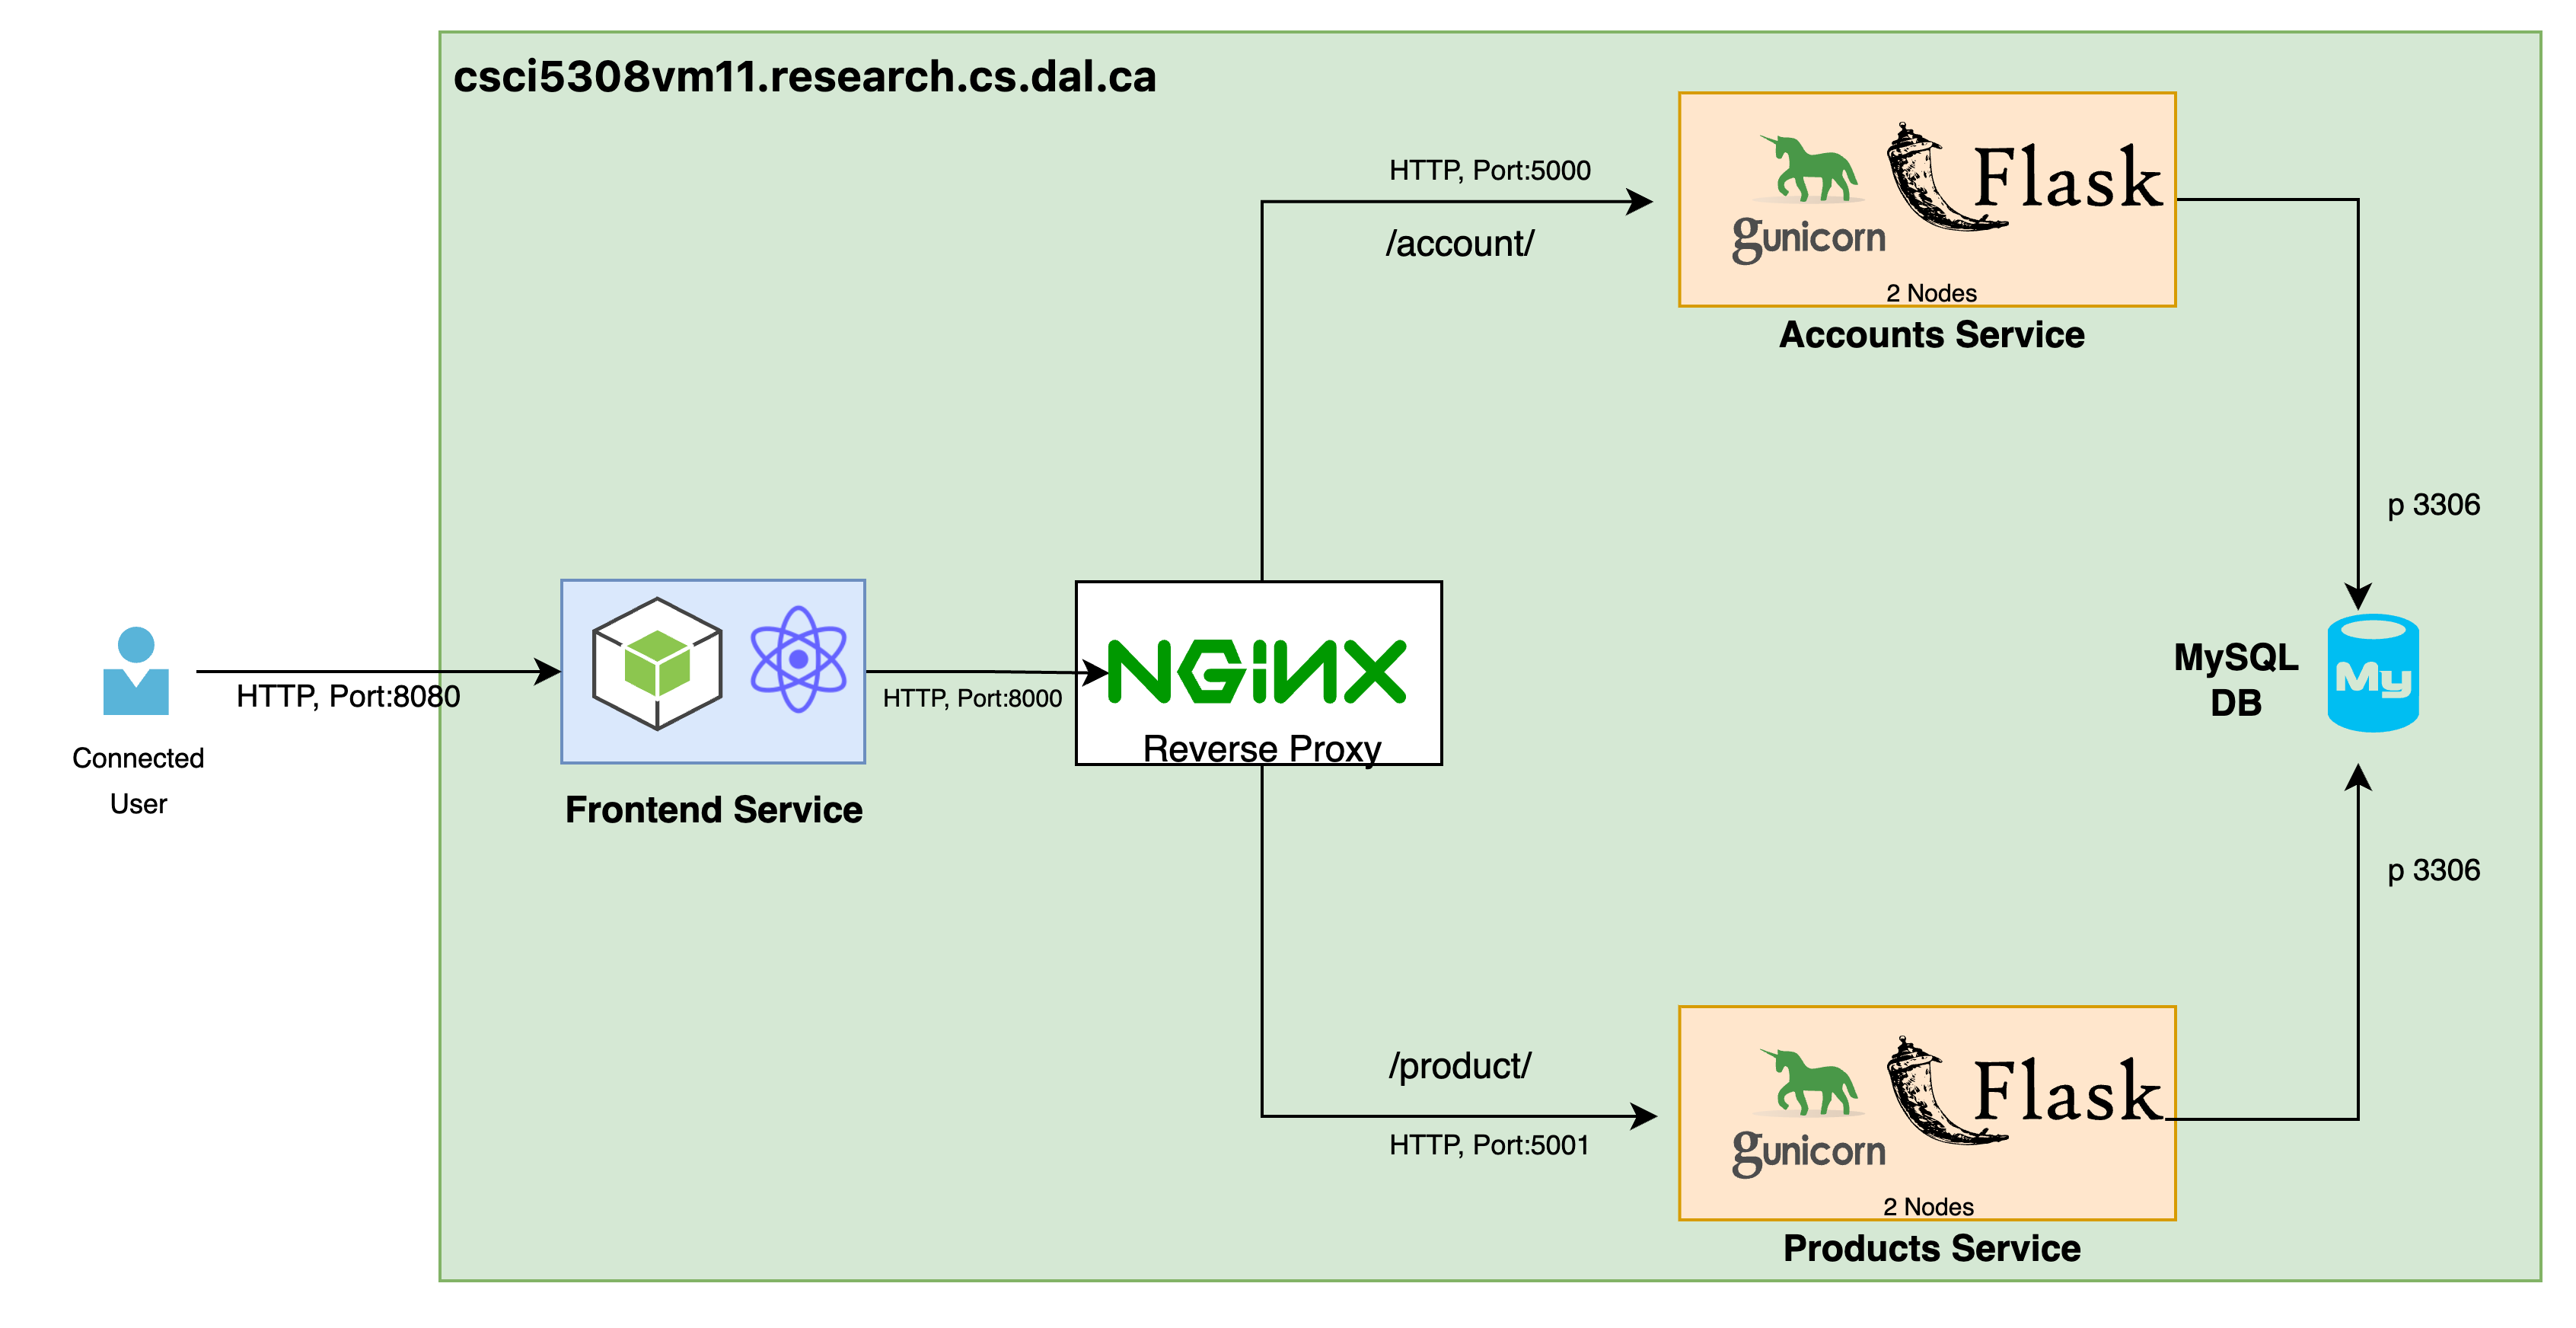 csci5308vm11.research.cs.dal.ca
HTTP, Port:5000
/account/
gunicorn
Flask
2 Nodes
Accounts Service
p 3306
Connected
User
HTTP, Port:8080
Frontend Service
HTTP, Port:8000
NGINX
Reverse Proxy
MySQL
DB
My
p 3306
/product/
HTTP, Port:5001
gunicorn
Flask
2 Nodes
Products Service